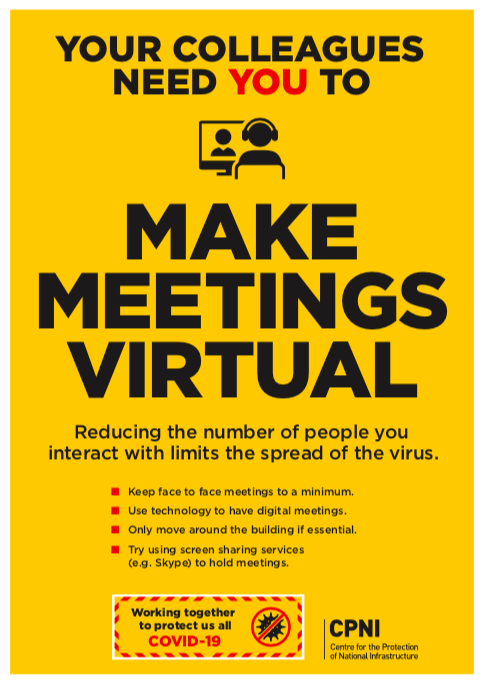 YOUR COLLEAGUES
NEED YOU TO
MAKE
MEETINGS
VIRTUAL
Reducing the number of people you
interact with limits the spread of the virus.
Keep face to face meetings to a minimum.
Use technology to have digital meetings.
Only move around the building if essential.
Try using screen sharing services
(e.g. Skype) to hold meetings.
Working together
to protect us all
COVID-19
CPNI
Centre for the Protection
of National Infrastructure